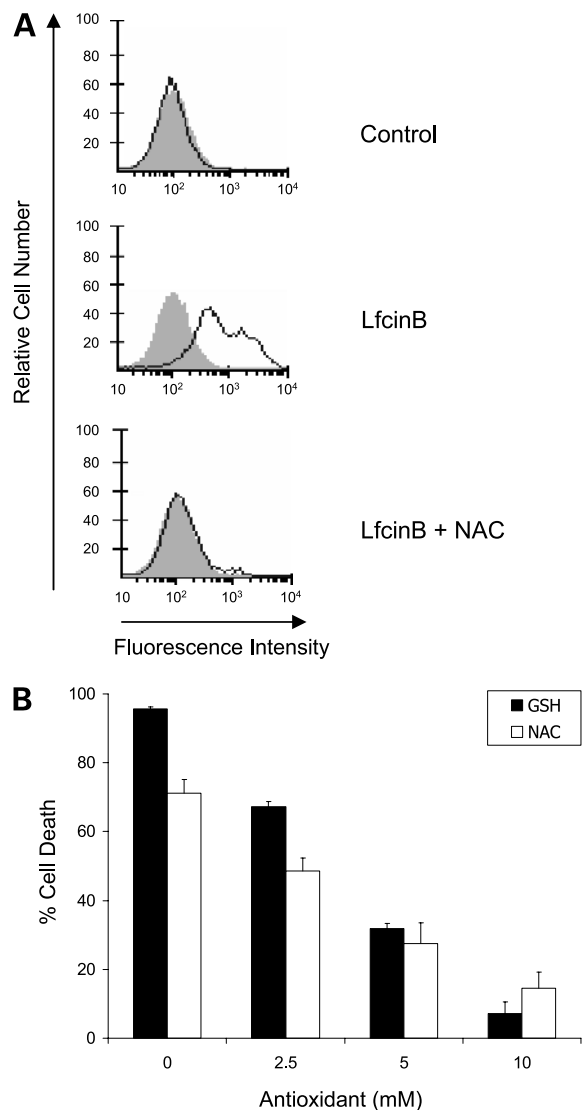 A
Relative Cell Number
100
80
60
40
20
10 10² 10³ 10⁴
Control
100
80
60
40
20
10 10² 10³ 10⁴
LfcinB
100
80
60
40
20
10 10² 10³ 10⁴
LfcinB + NAC
Fluorescence Intensity
B
% Cell Death
100
80
60
40
20
0
GSH
NAC
0 2.5 5 10
Antioxidant (mM)